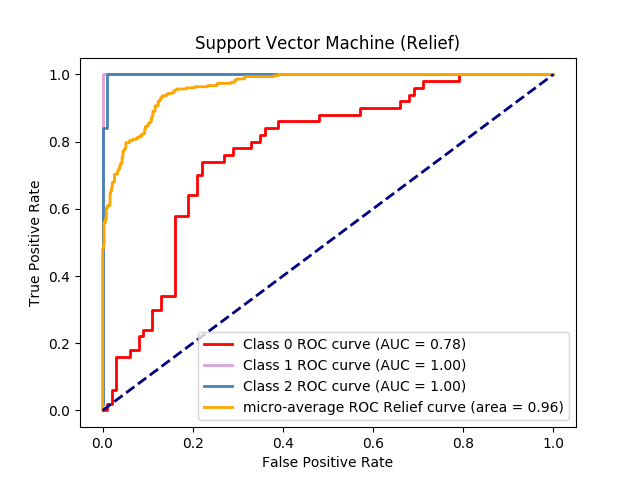 Support Vector Machine (Relief)
True Positive Rate
1.0
0.8
0.6
0.4
0.2
0.0
Class 0 ROC curve (AUC = 0.78)
Class 1 ROC curve (AUC = 1.00)
Class 2 ROC curve (AUC = 1.00)
micro-average ROC Relief curve (area = 0.96)
0.0 0.2 0.4 0.6 0.8 1.0
False Positive Rate